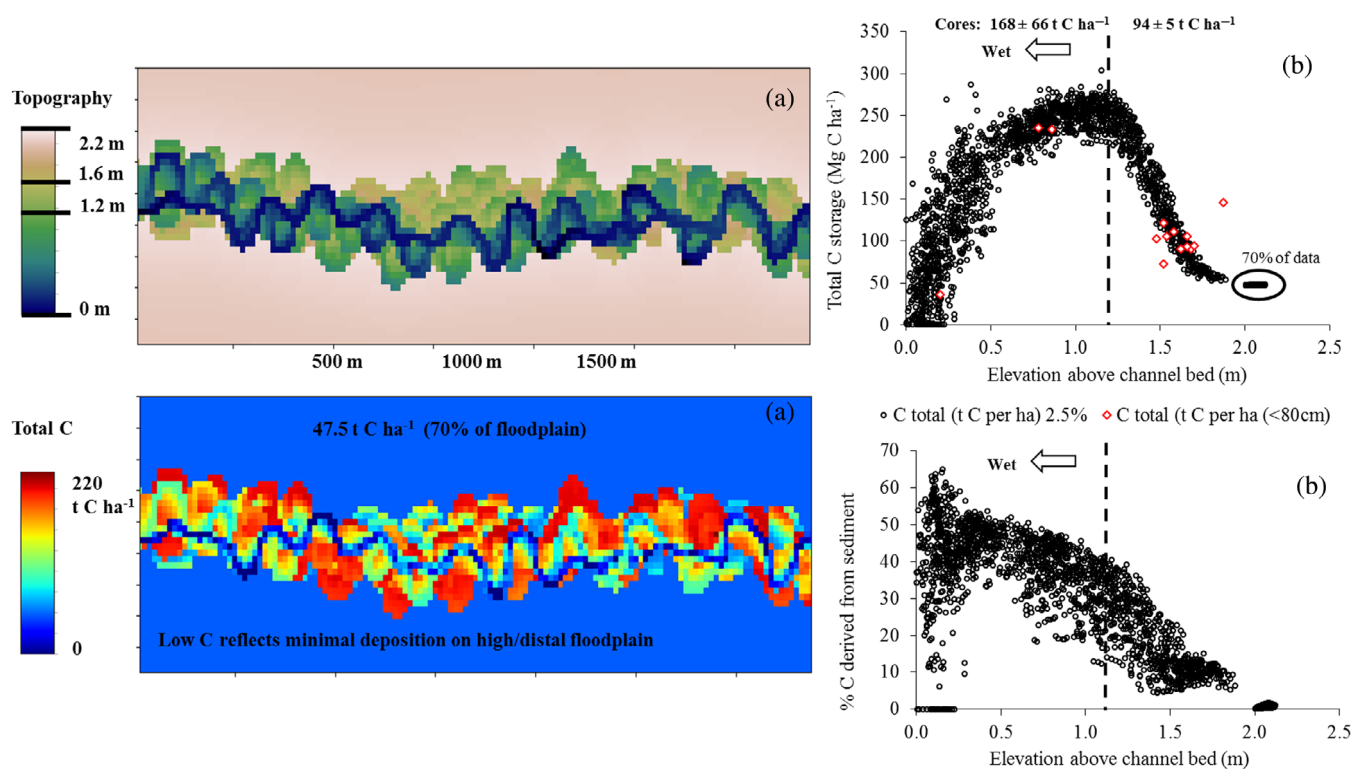 Topography
2.2 m
1.6 m
1.2 m
0 m
(a)
500 m
1000 m
1500 m
Total C
220
t C ha⁻¹
0
(a)
47.5 t C ha⁻¹ (70% of floodplain)
Low C reflects minimal deposition on high/distal floodplain
Cores: 168 ± 66 t C ha⁻¹
94 ± 5 t C ha⁻¹
Wet
(b)
70% of data
Total C storage (Mg C ha⁻¹)
350
300
250
200
150
100
50
0
0.0
0.5
1.0
1.5
2.0
2.5
Elevation above channel bed (m)
C total (t C per ha) 2.5%
C total (t C per ha (<80cm)
Wet
(b)
% C derived from sediment
70
60
50
40
30
20
10
0
0.0
0.5
1.0
1.5
2.0
2.5
Elevation above channel bed (m)